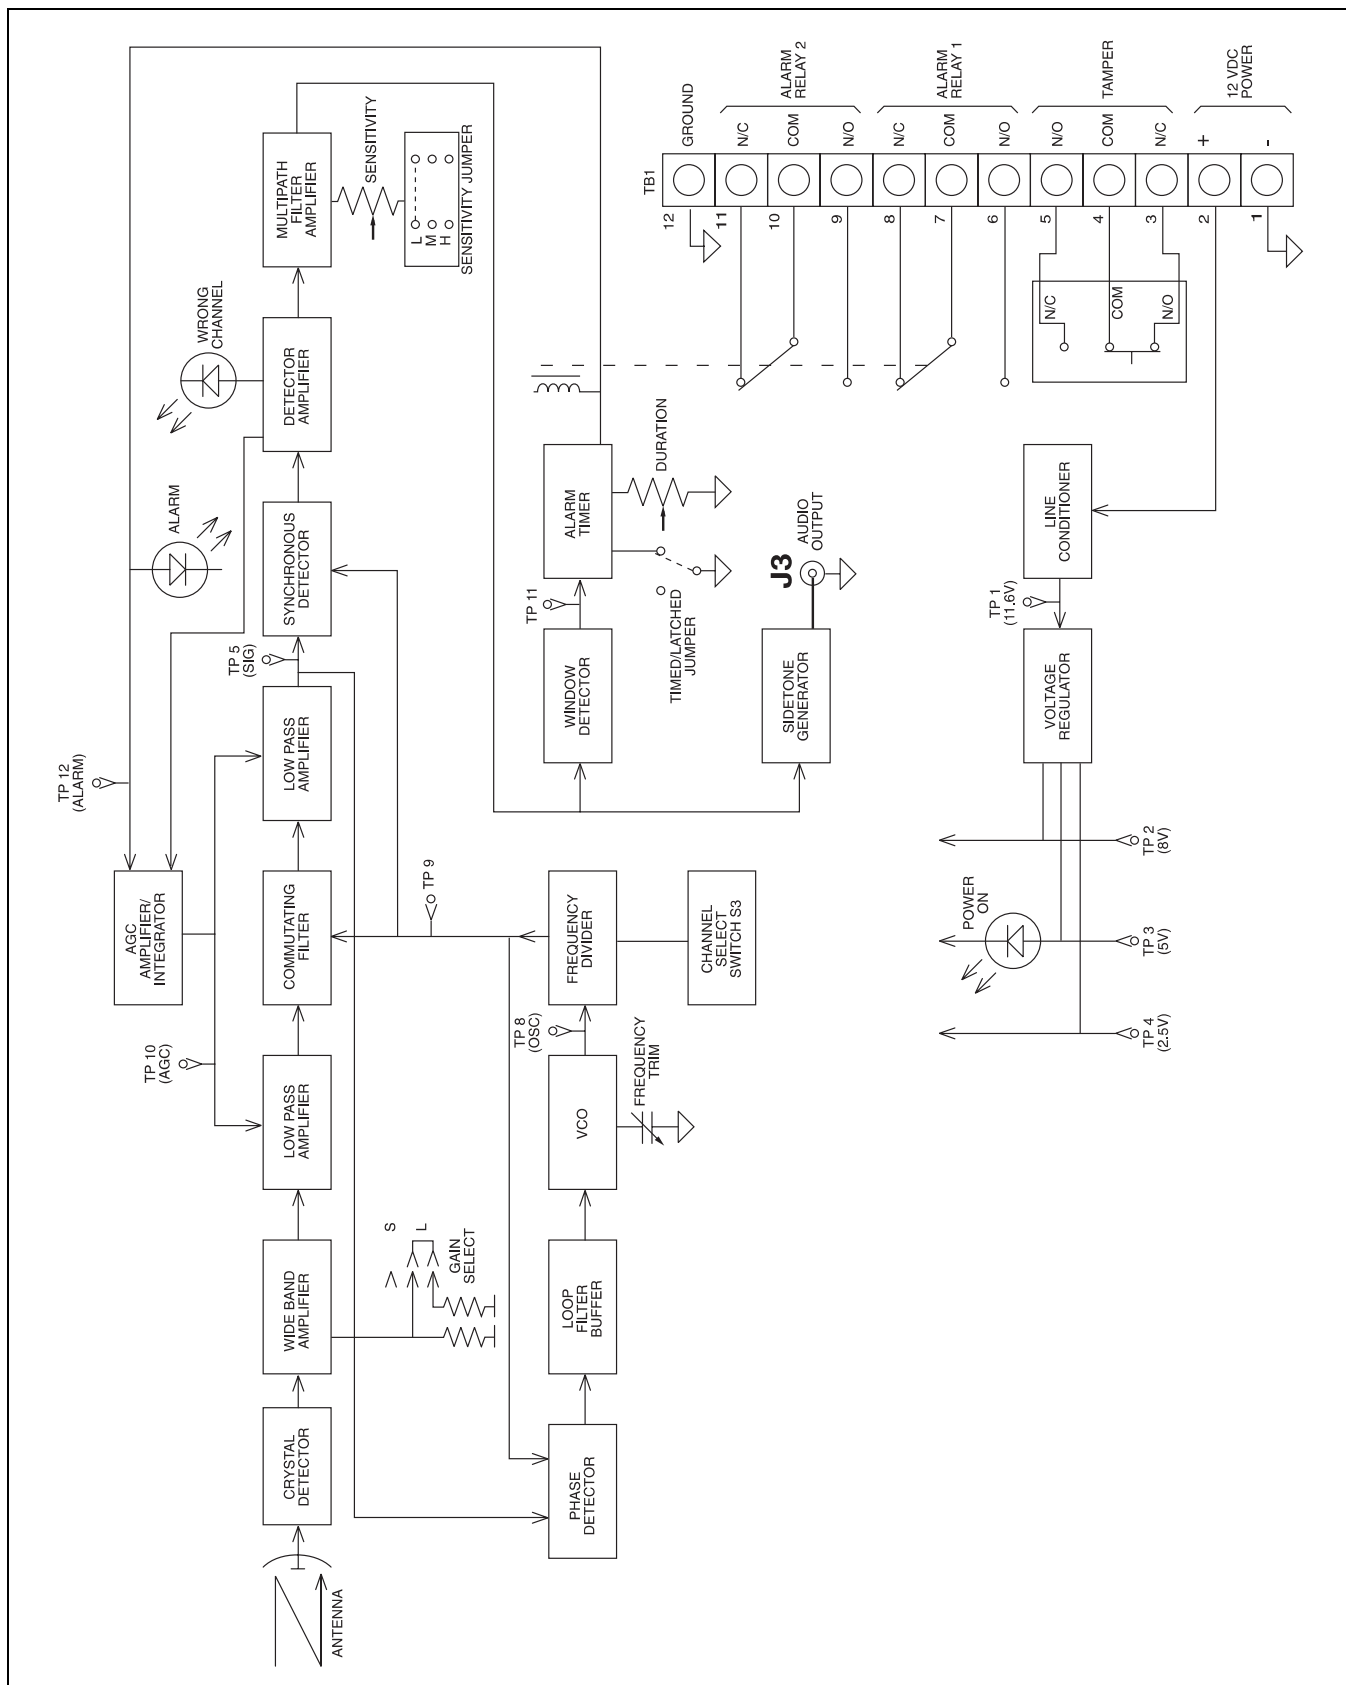 ANTENNA
CRYSTAL
DETECTOR
WIDE BAND
AMPLIFIER
S
L
GAIN
SELECT
LOW PASS
AMPLIFIER
TP 10
(AGC)
AGC
AMPLIFIER/
INTEGRATOR
COMMUTATING
FILTER
TP 9
TP 12
(ALARM)
LOW PASS
AMPLIFIER
TP 5
(SIG)
SYNCHRONOUS
DETECTOR
ALARM
DETECTOR
AMPLIFIER
WRONG
CHANNEL
MULTIPATH
FILTER
AMPLIFIER
SENSITIVITY
L
M
H
SENSITIVITY JUMPER
PHASE
DETECTOR
LOOP
FILTER
BUFFER
VCO
FREQUENCY
TRIM
TP 8
(OSC)
FREQUENCY
DIVIDER
CHANNEL
SELECT
SWITCH S3
WINDOW
DETECTOR
TP 11
ALARM
TIMER
DURATION
TIMED/LATCHED
JUMPER
SIDETONE
GENERATOR
J3
AUDIO
OUTPUT
TB1
12
GROUND
11
N/C
10
COM
9
N/O
ALARM
RELAY 2
8
N/C
7
COM
6
N/O
ALARM
RELAY 1
5
N/O
4
COM
3
N/C
TAMPER
2
+
1
-
12 VDC
POWER
N/C
COM
N/O
LINE
CONDITIONER
TP 1
(11.6V)
VOLTAGE
REGULATOR
POWER
ON
TP 2
(8V)
TP 3
(5V)
TP 4
(2.5V)